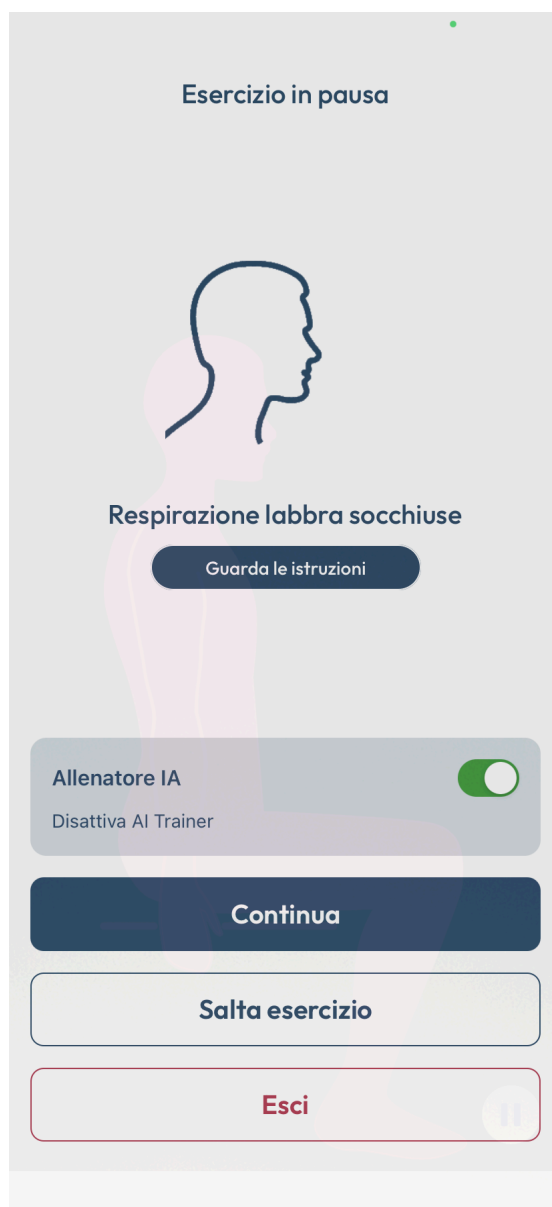 Esercizio in pausa
Respirazione labbra socchiuse
Guarda le istruzioni
Allenatore IA
Disattiva AI Trainer
Continua
Salta esercizio
Esci